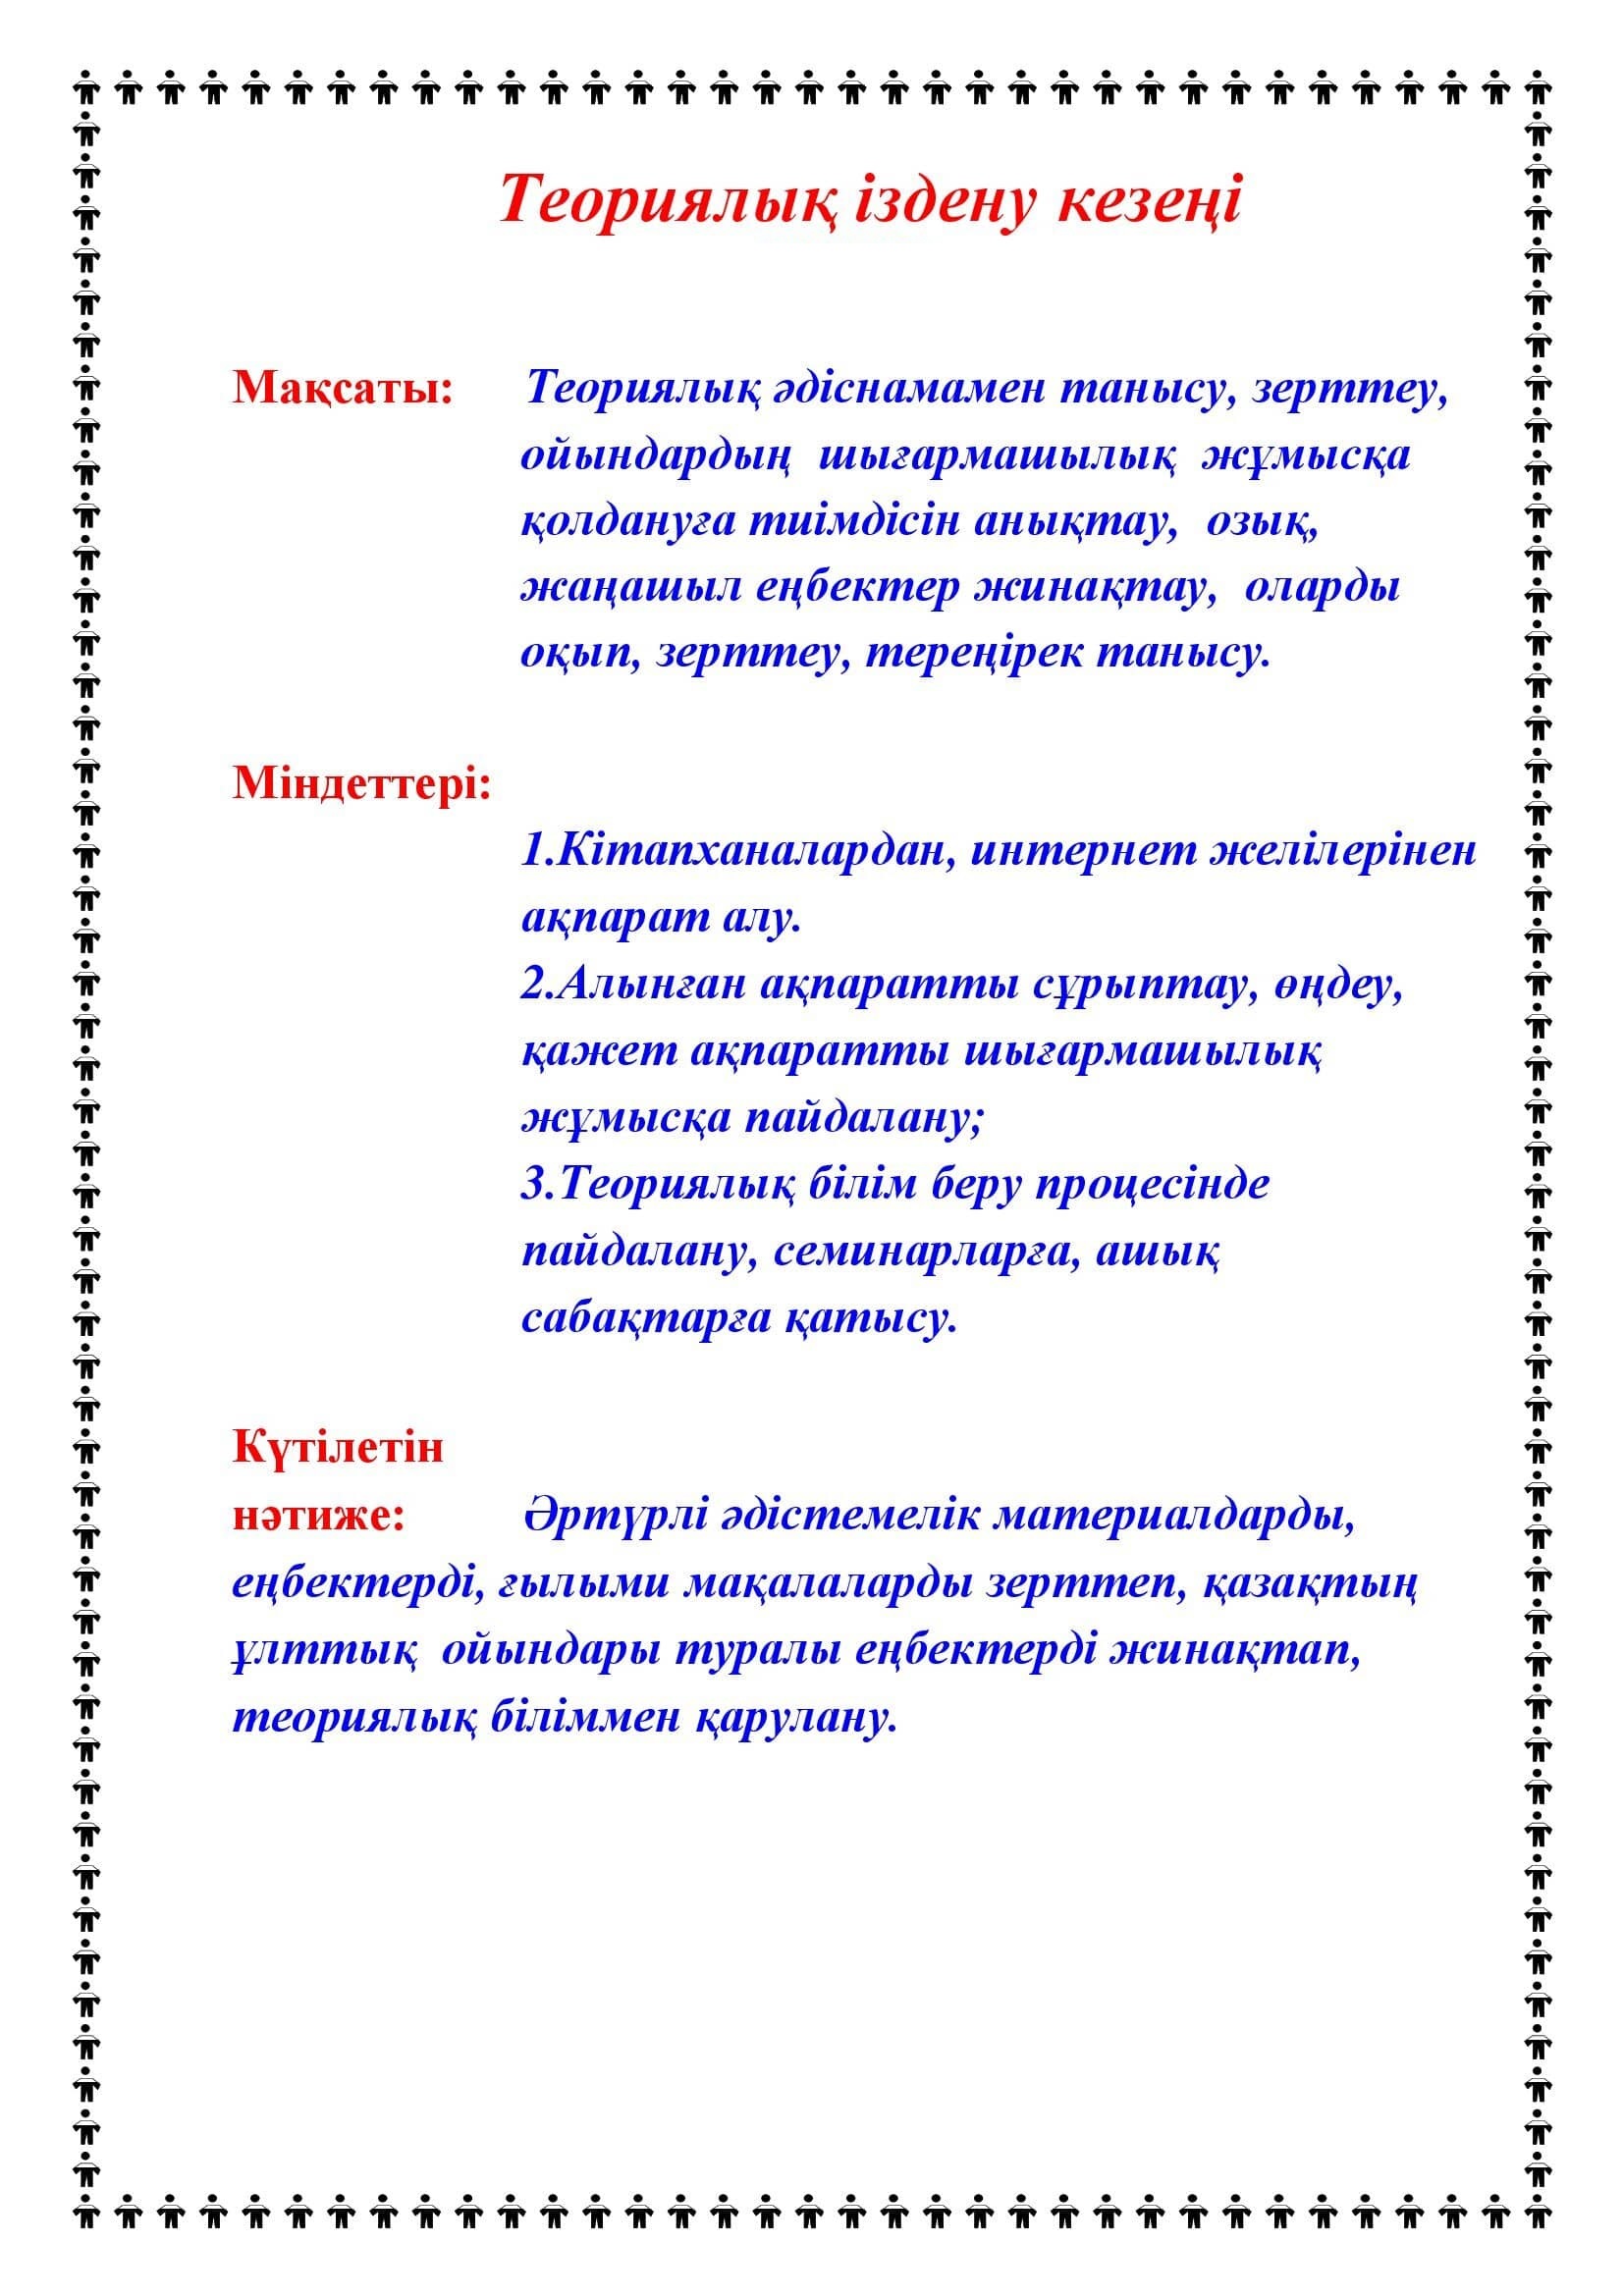 Теориялық іздену кезеңі
Мақсаты: Теориялық әдіснамамен танысу, зерттеу,
ойындардың шығармашылық жұмысқа
қолдануға тиімдісін анықтау, озық,
жаңашыл еңбектер жинақтау, оларды
оқып, зерттеу, тереңірек танысу.
Міндеттері:
1.Кітапханалардан, интернет желілерінен
ақпарат алу.
2.Алынған ақпаратты сұрыптау, өңдеу,
қажет ақпаратты шығармашылық
жұмысқа пайдалану;
3.Теориялық білім беру процесінде
пайдалану, семинарларға, ашық
сабақтарға қатысу.
Күтілетін
нәтиже: Әртүрлі әдістемелік материалдарды,
еңбектерді, ғылыми мақалаларды зерттеп, қазақтың
ұлттық ойындары туралы еңбектерді жинақтап,
теориялық біліммен қарулану.